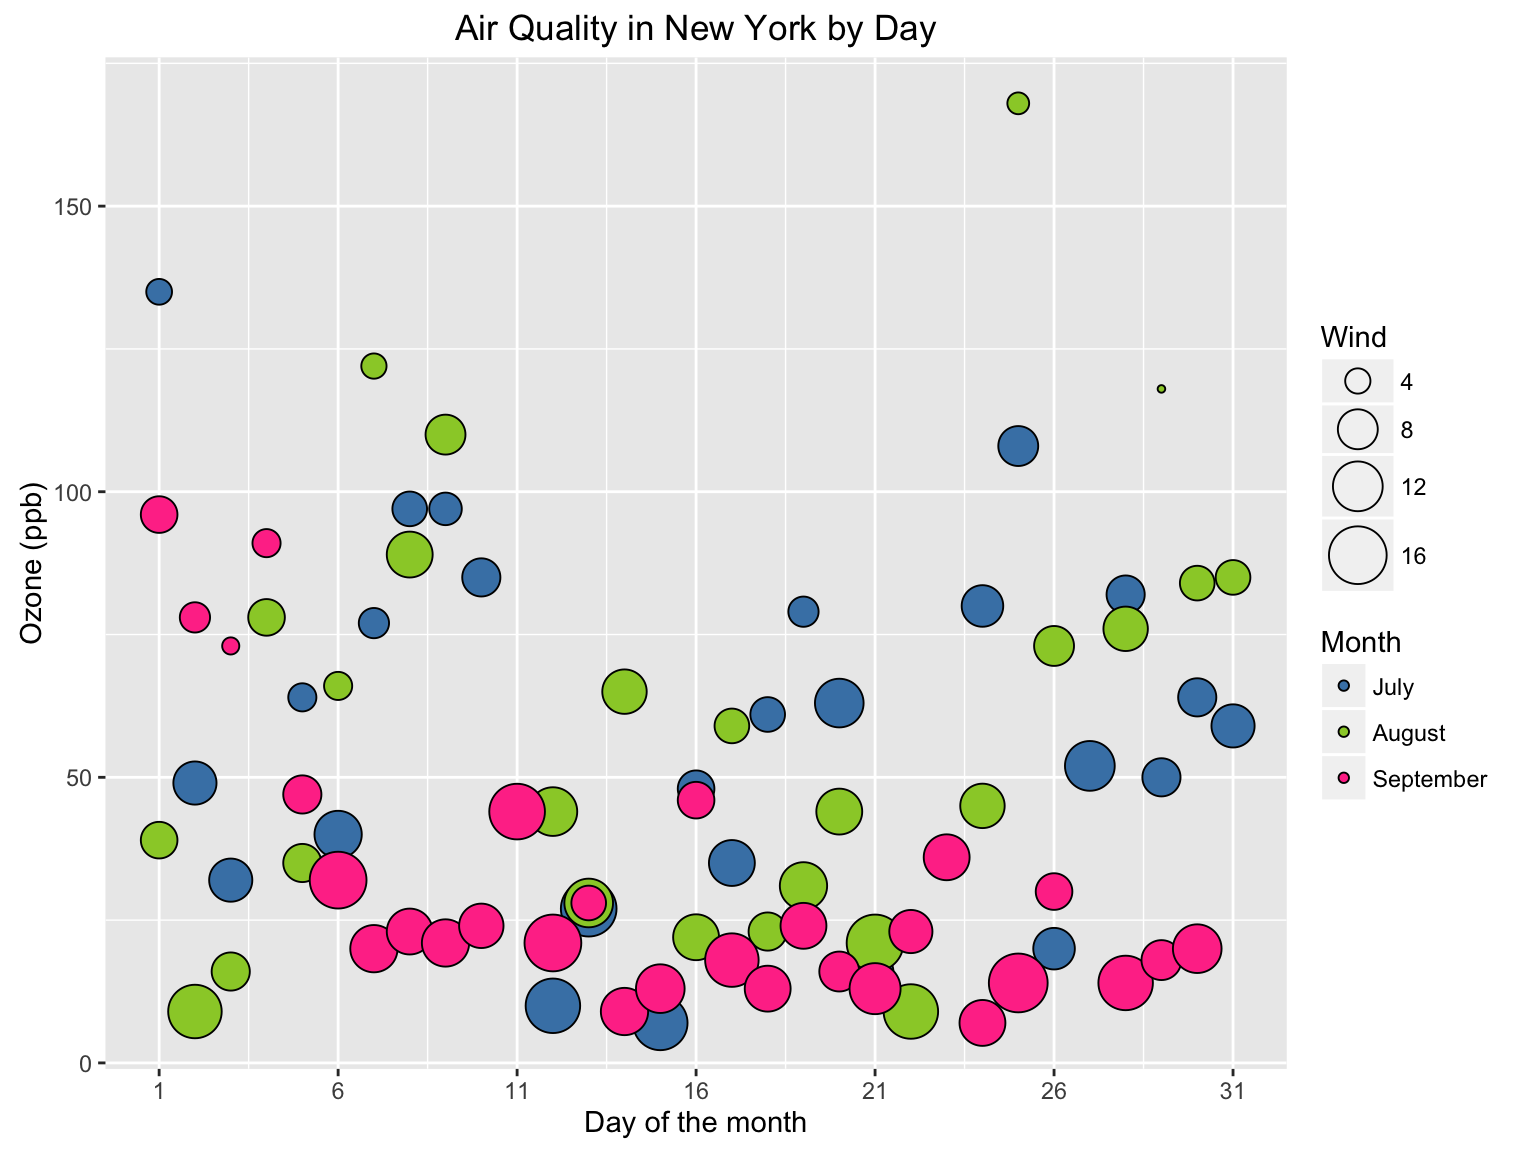 Air Quality in New York by Day
Ozone (ppb)
150
100
50
0
1 6 11 16 21 26 31
Day of the month
Wind
4
8
12
16
Month
July
August
September